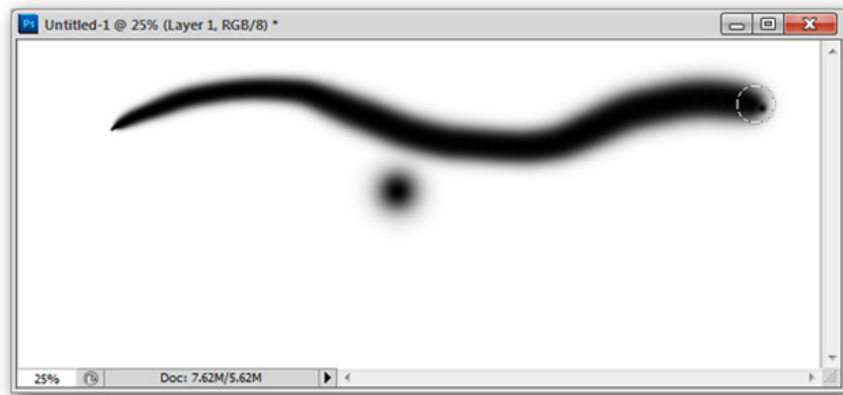 Ps Untitled-1 @ 25% (Layer 1, RGB/8) *
25% Doc: 7.62M/5.62M